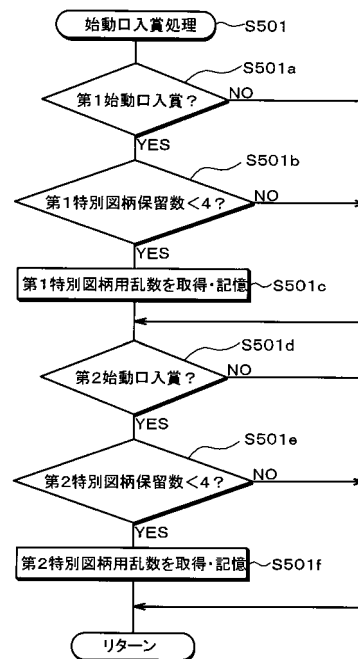 始動口入賞処理 S501
S501a
第1始動口入賞? NO
YES
S501b
第1特別図柄保留数<4? NO
YES
第1特別図柄用乱数を取得・記憶 S501c
S501d
第2始動口入賞? NO
YES
S501e
第2特別図柄保留数<4? NO
YES
第2特別図柄用乱数を取得・記憶 S501f
リターン